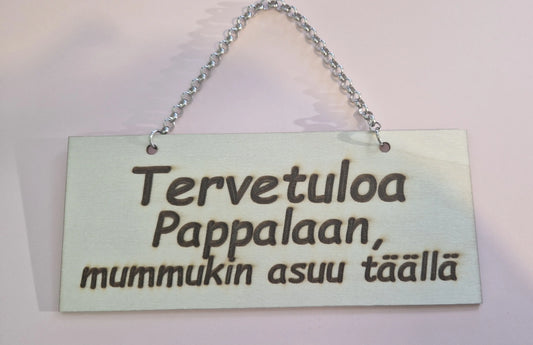 Tervetuloa
Pappalaan,
mummukin asuu täällä